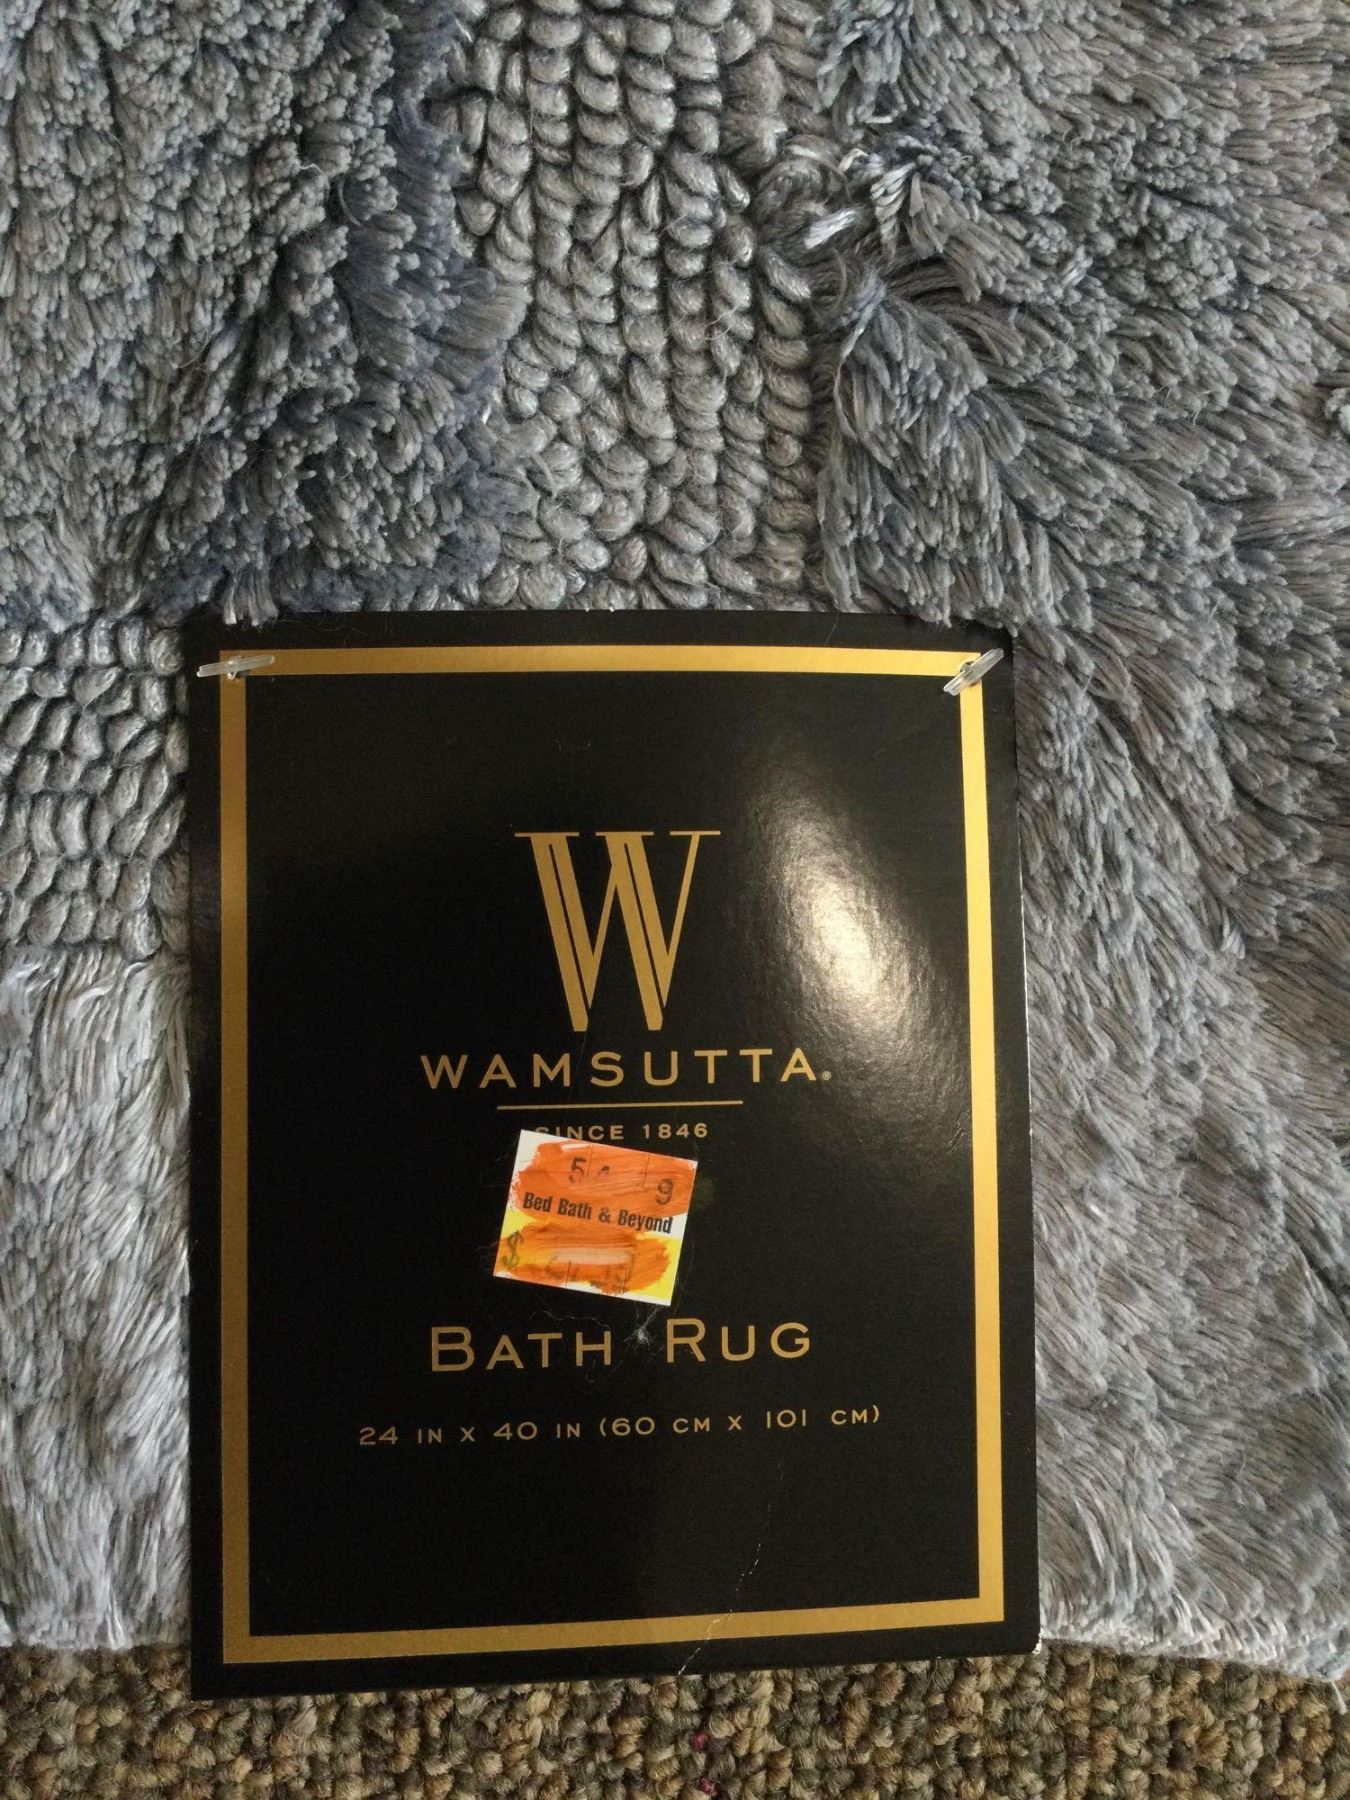 W
WAMSUTTA®
SINCE 1846
Bed Bath & Beyond
$
BATH RUG
24 IN X 40 IN (60 CM X 101 CM)